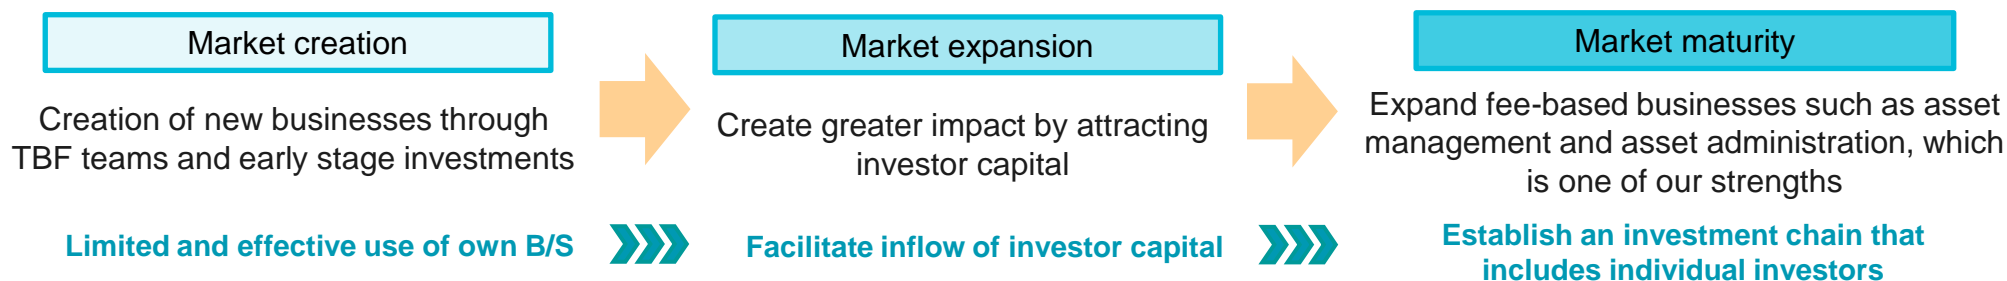 Market creation
Creation of new businesses through
TBF teams and early stage investments
Limited and effective use of own B/S
Market expansion
Create greater impact by attracting
investor capital
Facilitate inflow of investor capital
Market maturity
Expand fee-based businesses such as asset
management and asset administration, which
is one of our strengths
Establish an investment chain that
includes individual investors